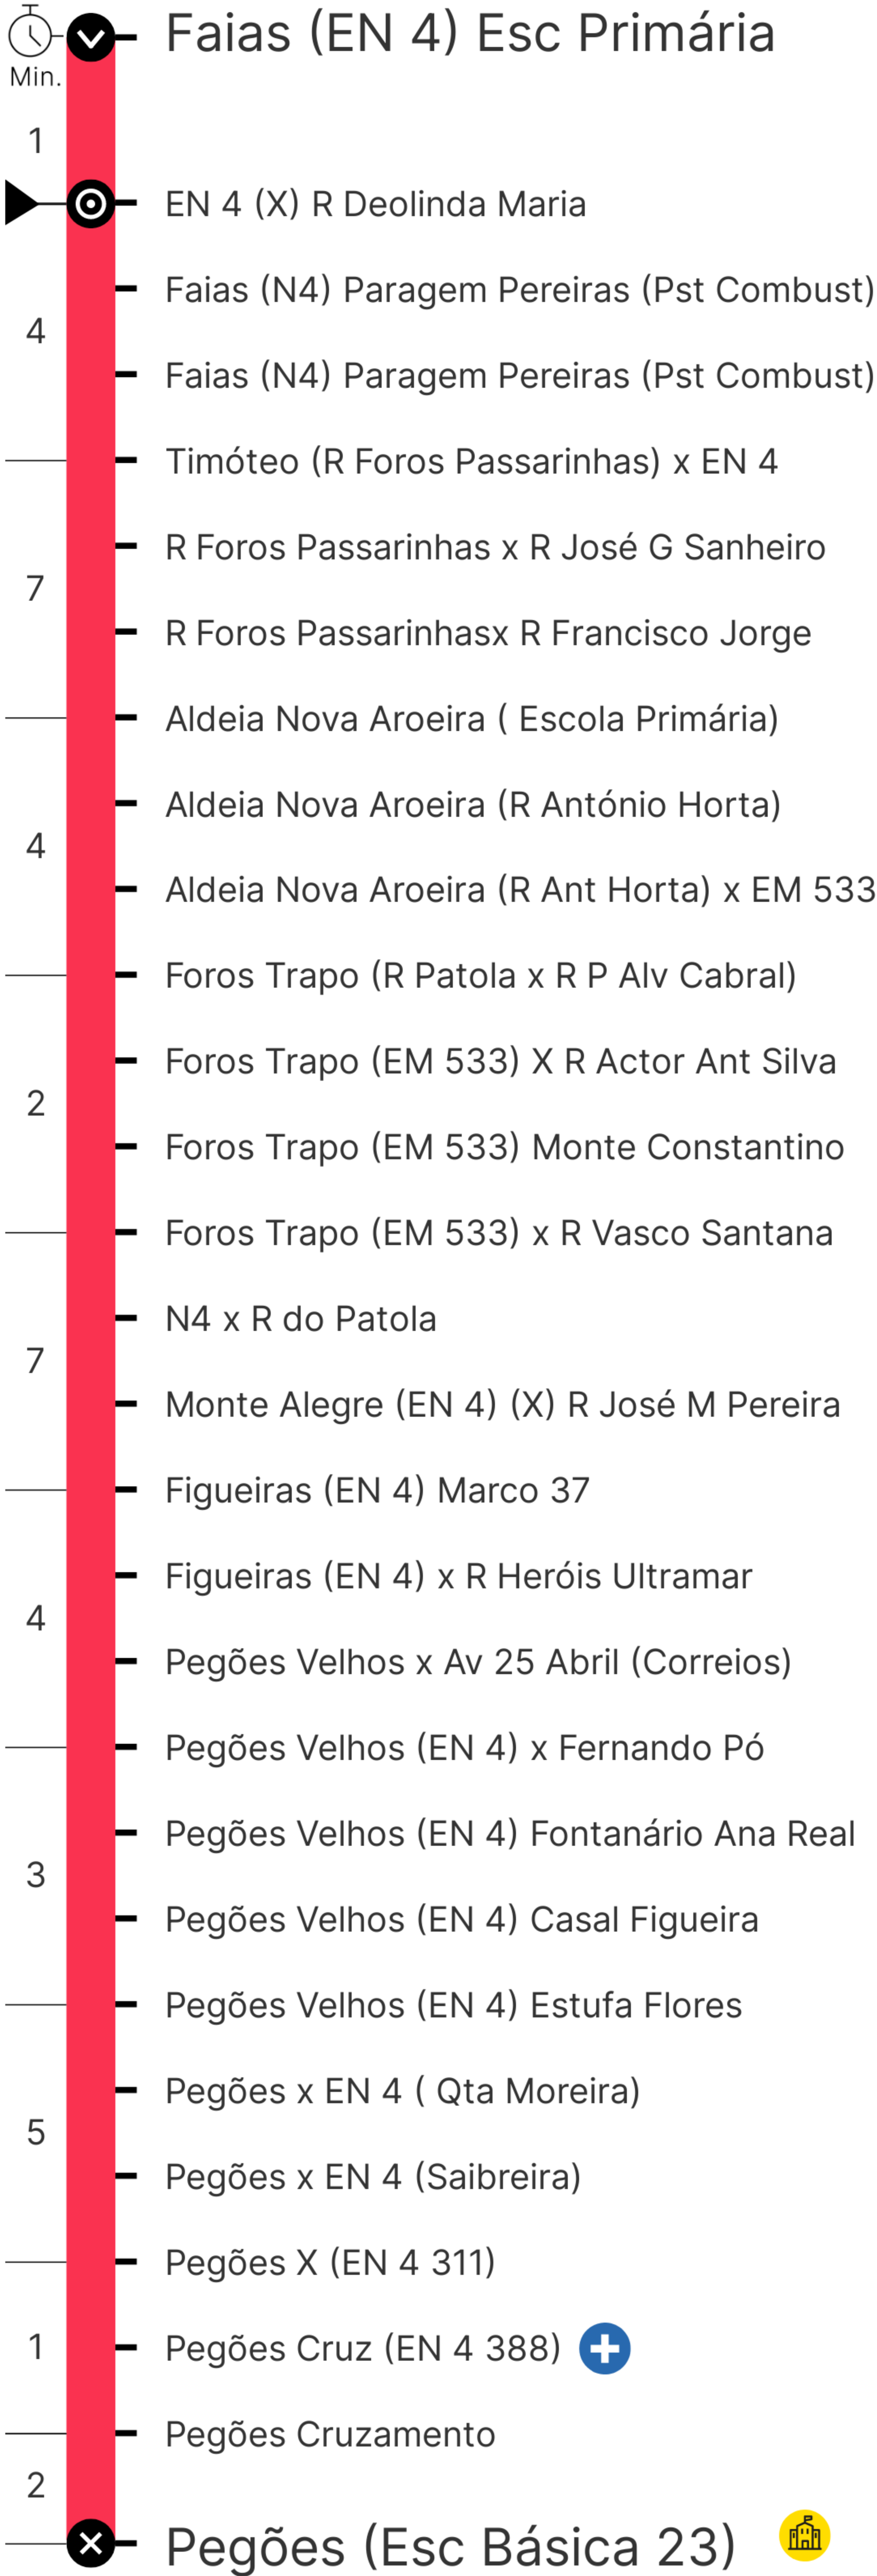 Faias (EN 4) Esc Primária
Min.
1
EN 4 (X) R Deolinda Maria
Faias (N4) Paragem Pereiras (Pst Combust)
4
Faias (N4) Paragem Pereiras (Pst Combust)
Timóteo (R Foros Passarinhas) x EN 4
R Foros Passarinhas x R José G Sanheiro
7
R Foros Passarinhasx R Francisco Jorge
Aldeia Nova Aroeira ( Escola Primária)
Aldeia Nova Aroeira (R António Horta)
4
Aldeia Nova Aroeira (R Ant Horta) x EM 533
Foros Trapo (R Patola x R P Alv Cabral)
Foros Trapo (EM 533) X R Actor Ant Silva
2
Foros Trapo (EM 533) Monte Constantino
Foros Trapo (EM 533) x R Vasco Santana
N4 x R do Patola
7
Monte Alegre (EN 4) (X) R José M Pereira
Figueiras (EN 4) Marco 37
Figueiras (EN 4) x R Heróis Ultramar
4
Pegões Velhos x Av 25 Abril (Correios)
Pegões Velhos (EN 4) x Fernando Pó
Pegões Velhos (EN 4) Fontanário Ana Real
3
Pegões Velhos (EN 4) Casal Figueira
Pegões Velhos (EN 4) Estufa Flores
Pegões x EN 4 ( Qta Moreira)
5
Pegões x EN 4 (Saibreira)
Pegões X (EN 4 311)
1
Pegões Cruz (EN 4 388)
Pegões Cruzamento
2
Pegões (Esc Básica 23)